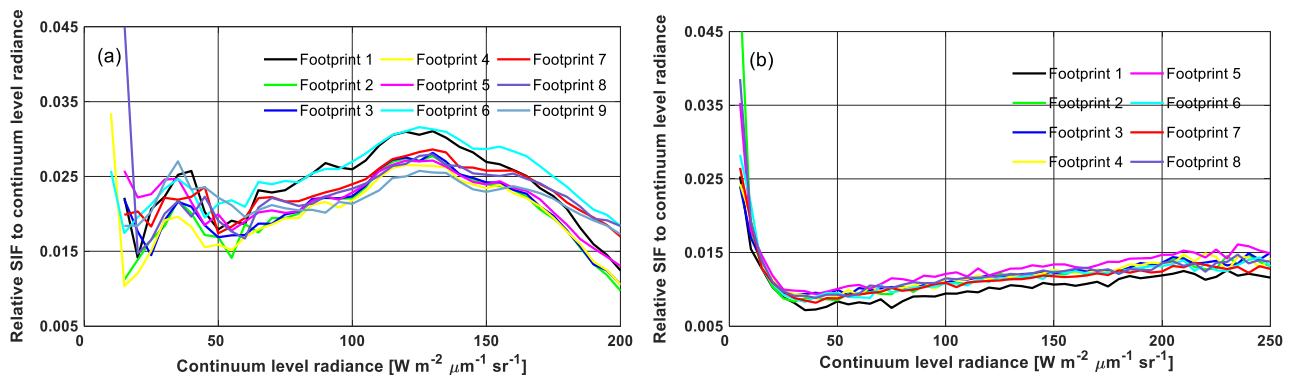 Relative SIF to continuum level radiance
0.045
0.035
0.025
0.015
0.005
(a)
Footprint 1 Footprint 4 Footprint 7
Footprint 2 Footprint 5 Footprint 8
Footprint 3 Footprint 6 Footprint 9
0 50 100 150 200
Continuum level radiance [W m-2 μm-1 sr-1]
Relative SIF to continuum level radiance
0.045
0.035
0.025
0.015
0.005
(b)
Footprint 1 Footprint 5
Footprint 2 Footprint 6
Footprint 3 Footprint 7
Footprint 4 Footprint 8
0 50 100 150 200 250
Continuum level radiance [W m-2 μm-1 sr-1]